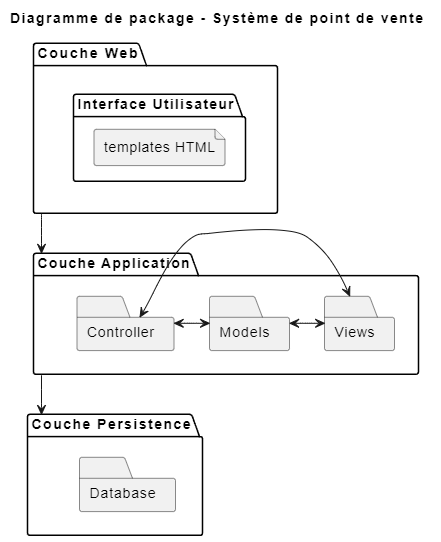 Diagramme de package - Système de point de vente
Couche Web
Interface Utilisateur
templates HTML
Couche Application
Controller
Models
Views
Couche Persistence
Database